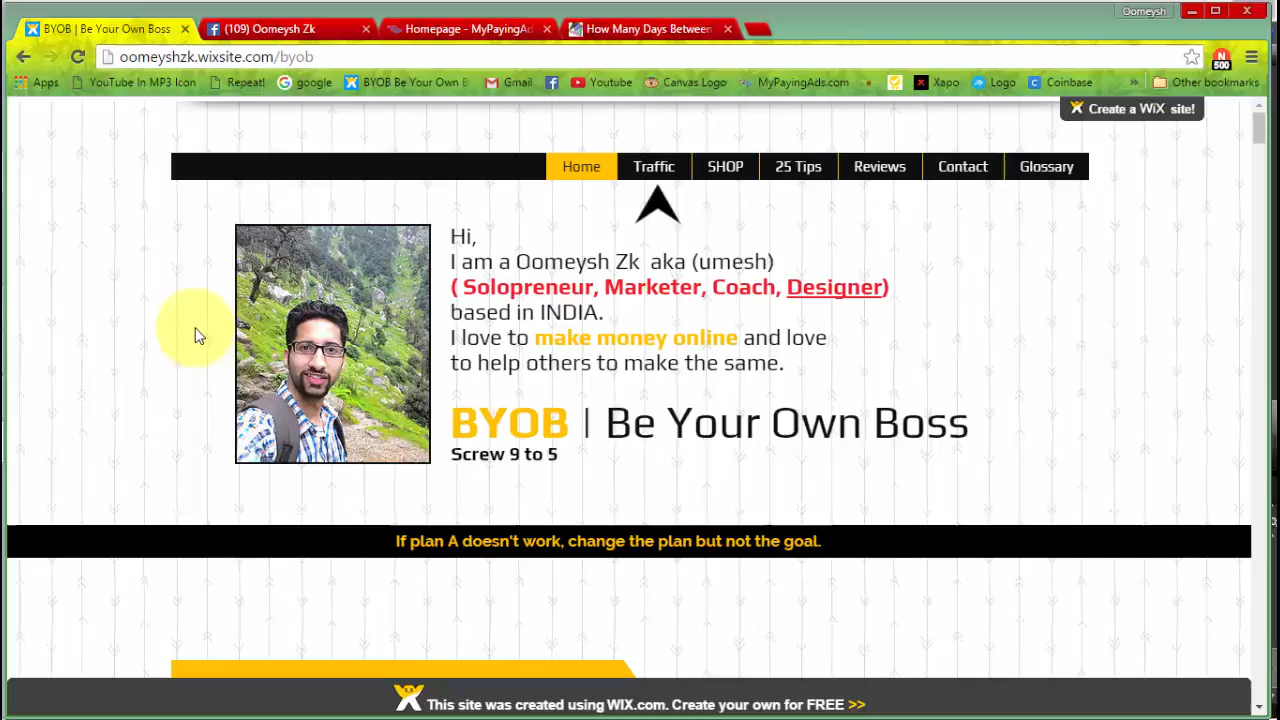 Oomeysh
BYOB | Be Your Own Boss
(109) Oomeysh Zk
Homepage - MyPayingAd
How Many Days Between
oomeyshzk.wixsite.com/byob
N
500
Apps
YouTube In MP3 Icon
Repeat!
google
BYOB Be Your Own B
Gmail
Youtube
Canvas Logo
MyPayingAds.com
Xapo
Logo
Coinbase
»
Other bookmarks
Create a WiX site!
Home
Traffic
SHOP
25 Tips
Reviews
Contact
Glossary
Hi,
I am a Oomeysh Zk aka (umesh)
( Solopreneur, Marketer, Coach, Designer)
based in INDIA.
I love to make money online and love
to help others to make the same.
BYOB | Be Your Own Boss
Screw 9 to 5
If plan A doesn't work, change the plan but not the goal.
This site was created using WIX.com. Create your own for FREE >>